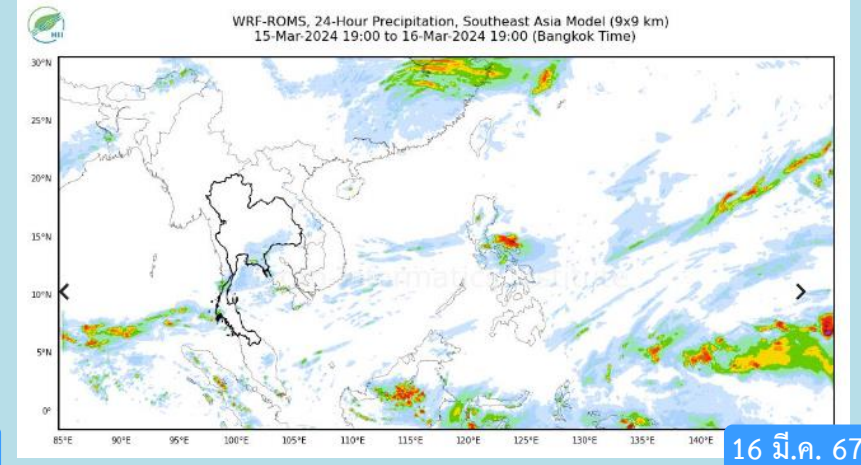 HII
WRF-ROMS, 24-Hour Precipitation, Southeast Asia Model (9x9 km)
15-Mar-2024 19:00 to 16-Mar-2024 19:00 (Bangkok Time)
30°N
25°N
20°N
15°N
10°N
5°N
0°
85°E 90°E 95°E 100°E 105°E 110°E 115°E 120°E 125°E 130°E 135°E 140°E
16 มี.ค. 67